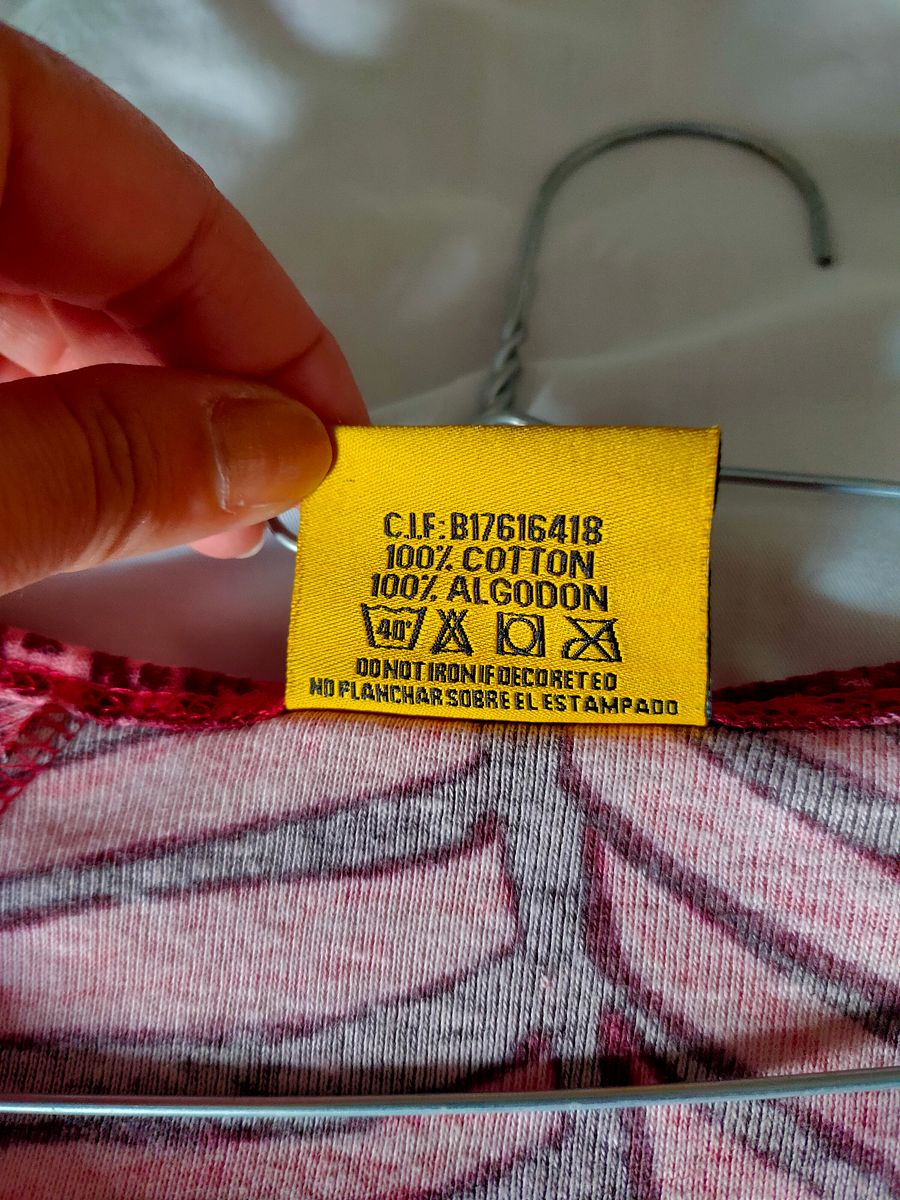 C.I.F: B17616418
100% COTTON
100% ALGODON
40°
DO NOT IRON IF DECORETED
NO PLANCHAR SOBRE EL ESTAMPADO